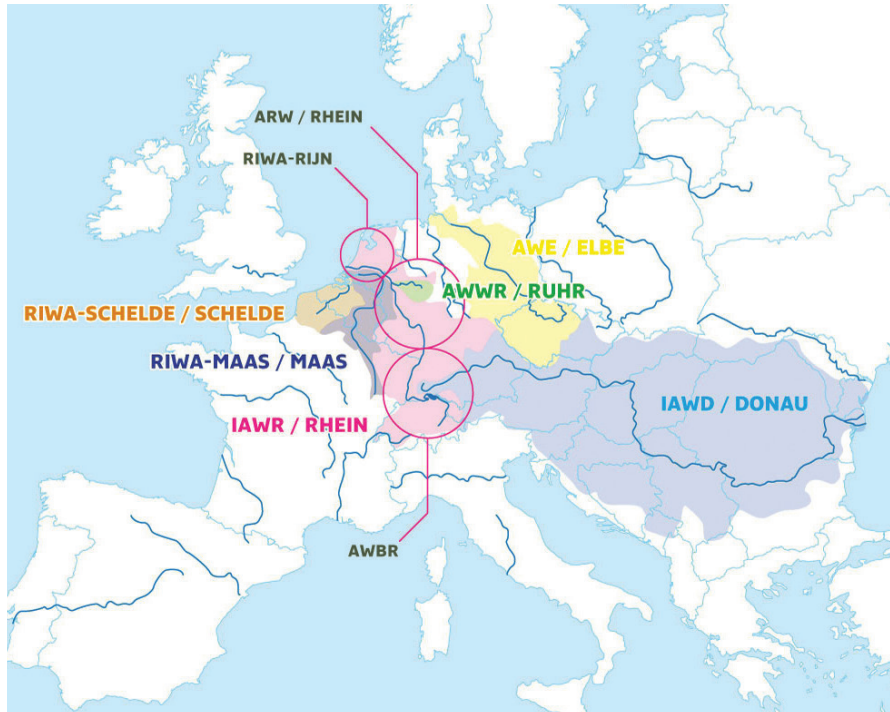 ARW / RHEIN
RIWA-RIJN
AWE / ELBE
AWWR / RUHR
RIWA-SCHELDE / SCHELDE
RIWA-MAAS / MAAS
IAWD / DONAU
IAWR / RHEIN
AWBR